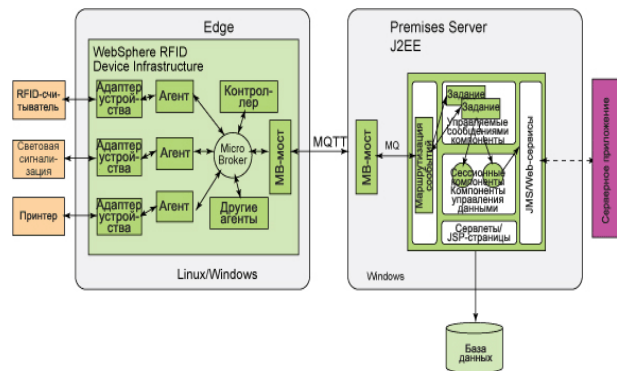 Edge
WebSphere RFID
Device Infrastructure
RFID-счи-
тыватель
Адаптер
устрой-
ства
Агент
Контрол-
лер
Световая
сигнали-
зация
Адаптер
устрой-
ства
Агент
Micro
Broker
MB-мост
Принтер
Адаптер
устрой-
ства
Агент
Другие
агенты
Linux/Windows
MQTT
Premises Server
J2EE
MB-мост
MQ
Маршрутизация
сообытий
Задание
Задание
Управляемые
сообщениями
компоненты
Сессионные
компоненты
Компоненты
управления
данными
Сервлеты/
JSP-страницы
JMS/Web-сервисы
Windows
Серверное приложение
База
данных